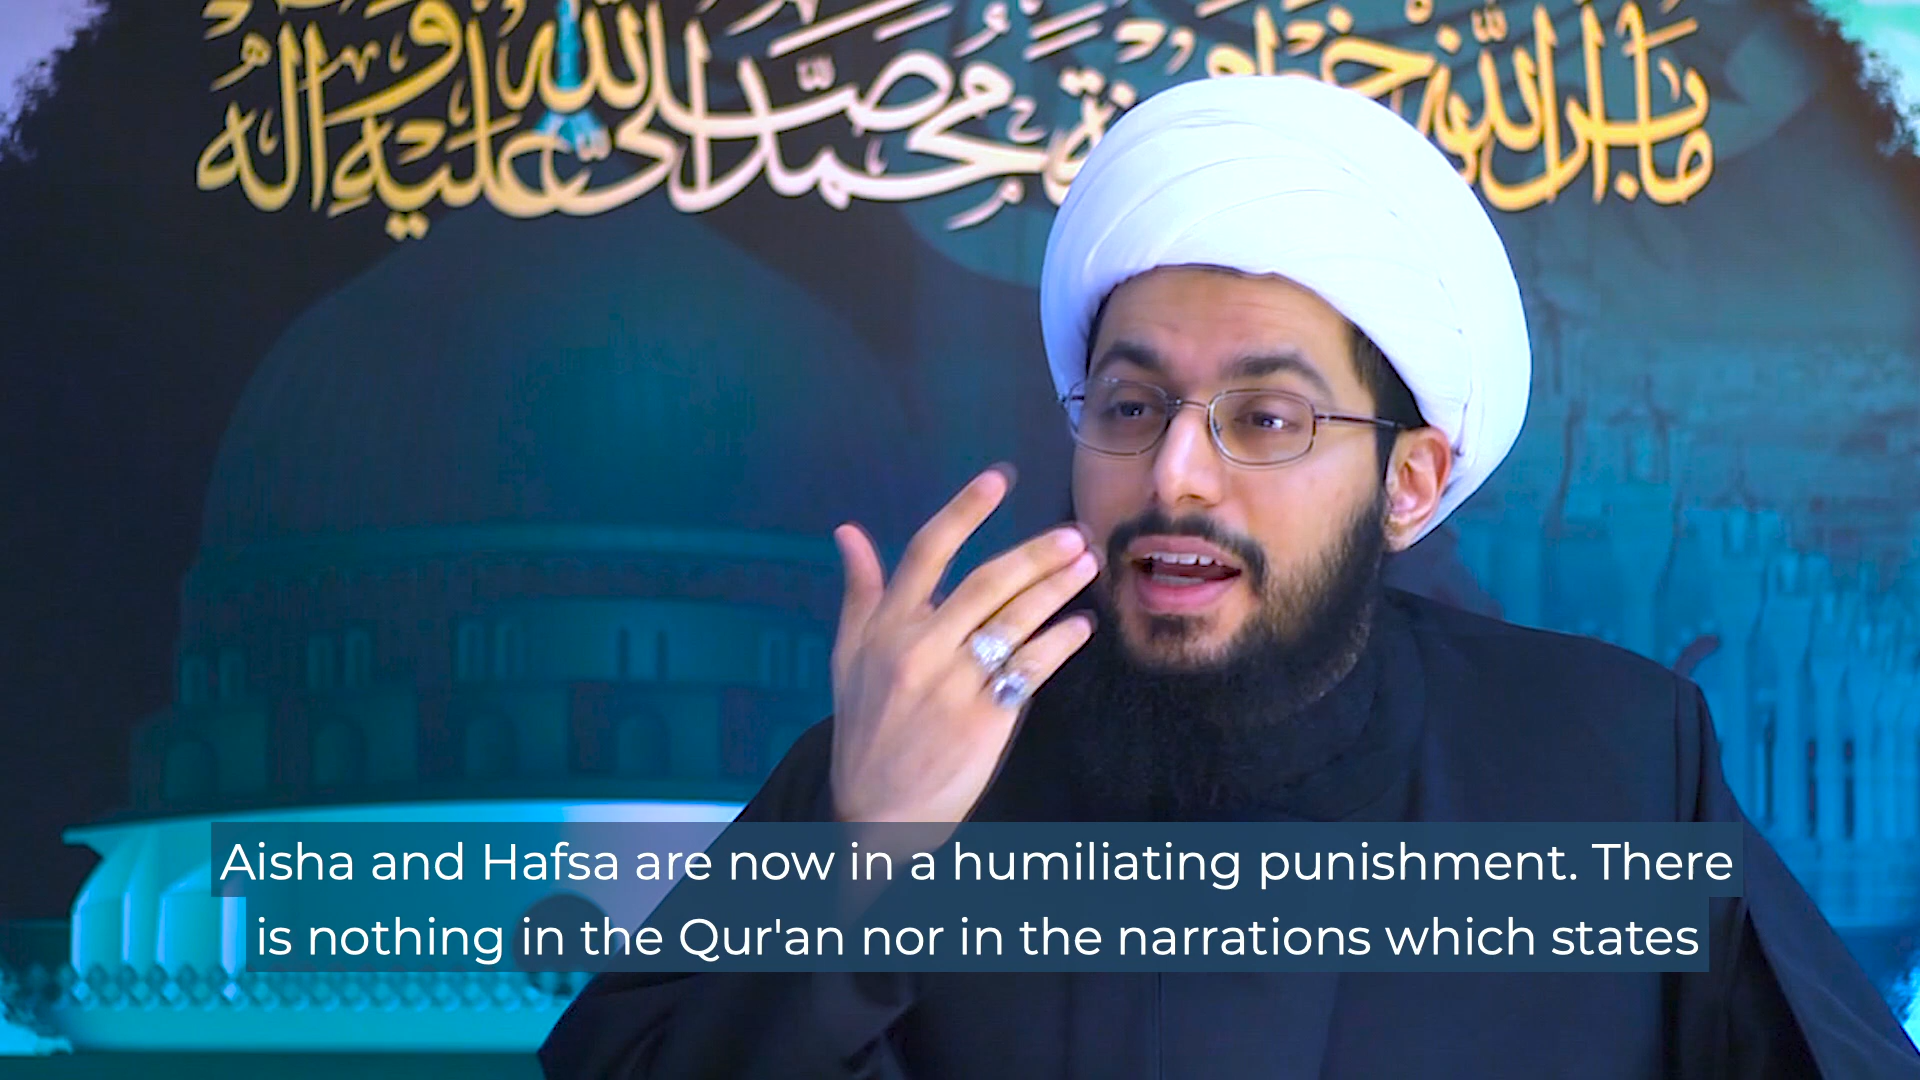 محمد صلى الله عليه وآله
Aisha and Hafsa are now in a humiliating punishment. There
is nothing in the Qur'an nor in the narrations which states